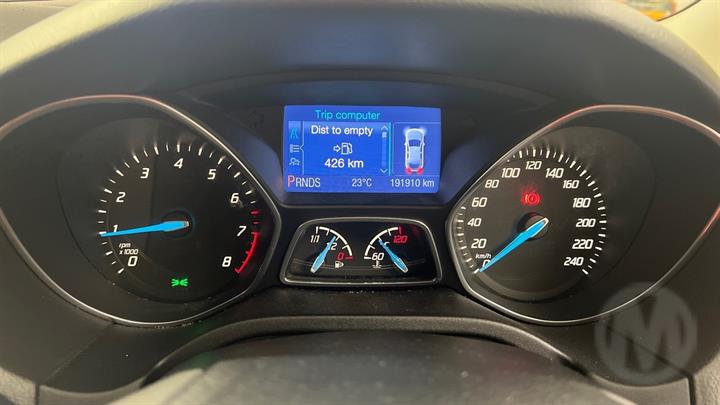 Trip computer
Dist to empty
426 km
PRNDS 23°C 191910 km
0 1 2 3 4 5 6 7 8
rpm
x1000
1/1 1/2 0
60 °C 120
0 20 40 60 80 100 120 140 160 180 200 220 240
km/h
M